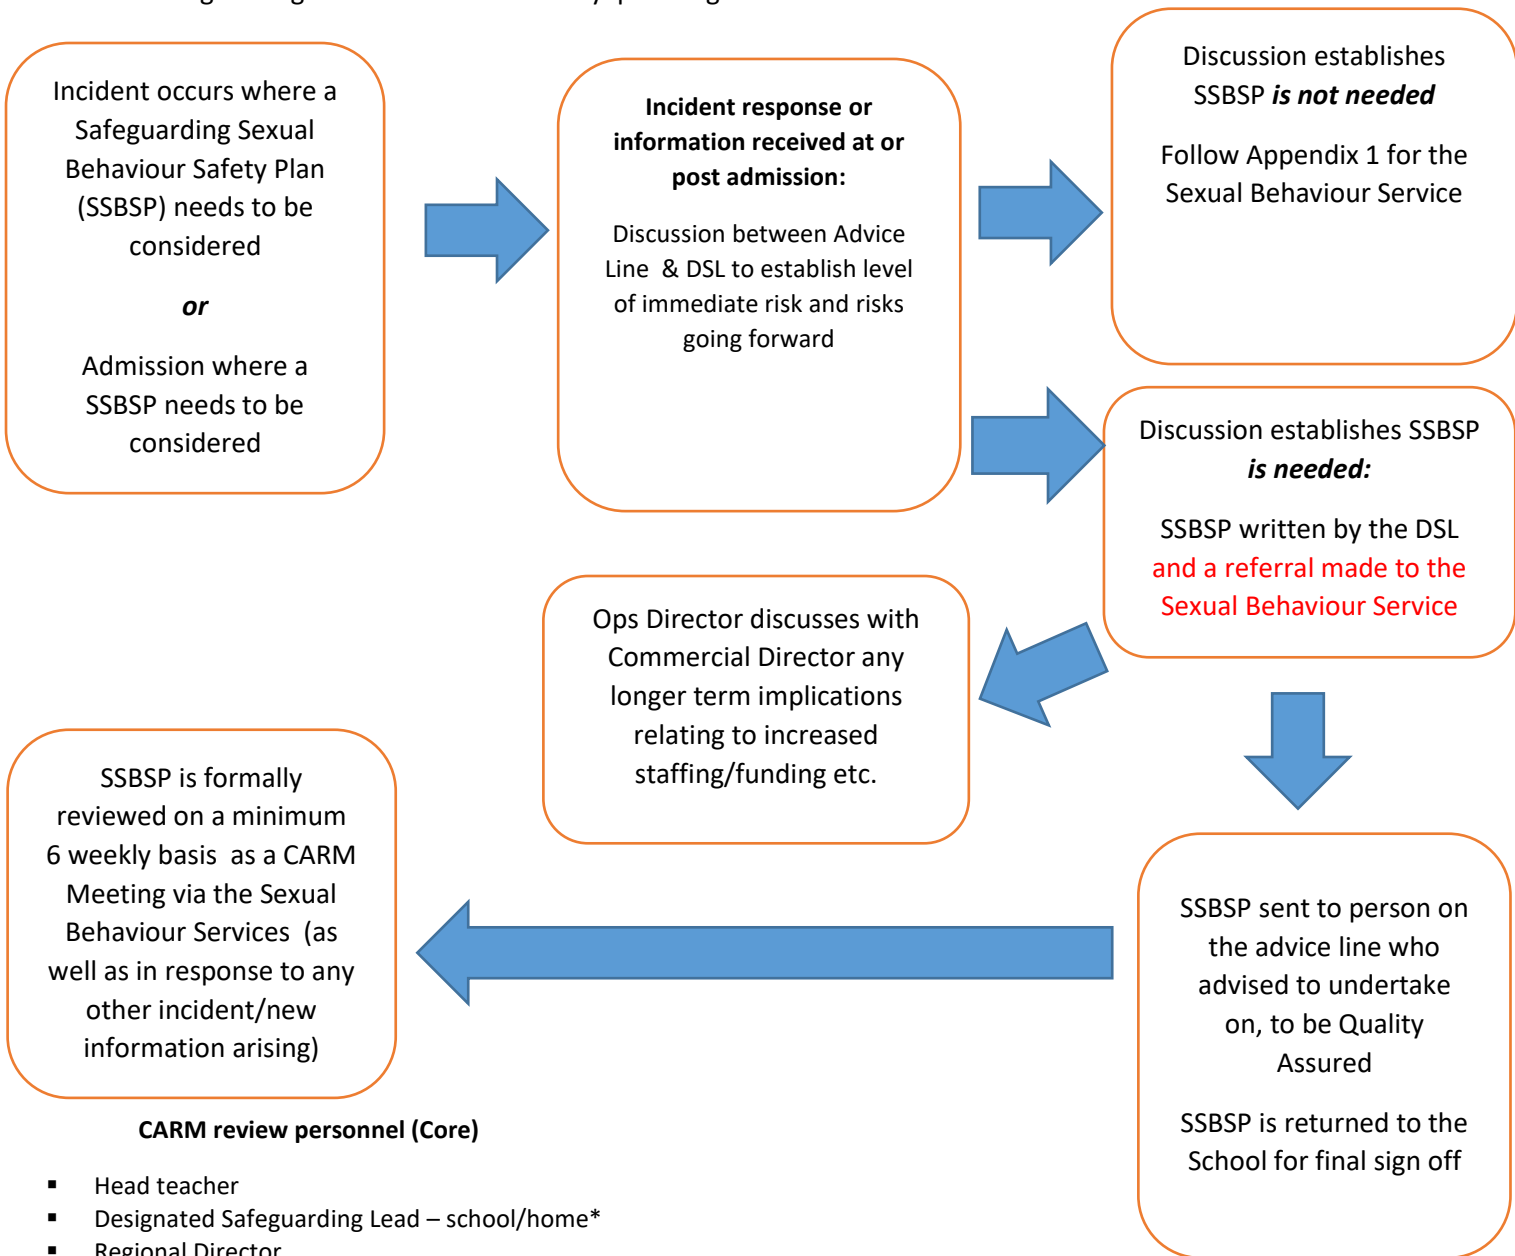 Incident occurs where a
Safeguarding Sexual
Behaviour Safety Plan
(SSBSP) needs to be
considered
or
Admission where a
SSBSP needs to be
considered
Incident response or
information received at or
post admission:
Discussion between Advice
Line & DSL to establish level
of immediate risk and risks
going forward
Discussion establishes
SSBSP is not needed
Follow Appendix 1 for the
Sexual Behaviour Service
Discussion establishes SSBSP
is needed:
SSBSP written by the DSL
and a referral made to the
Sexual Behaviour Service
Ops Director discusses with
Commercial Director any
longer term implications
relating to increased
staffing/funding etc.
SSBSP sent to person on
the advice line who
advised to undertake
on, to be Quality
Assured
SSBSP is returned to the
School for final sign off
SSBSP is formally
reviewed on a minimum
6 weekly basis as a CARM
Meeting via the Sexual
Behaviour Services (as
well as in response to any
other incident/new
information arising)
CARM review personnel (Core)
▪ Head teacher
▪ Designated Safeguarding Lead – school/home*
▪ Regional Director